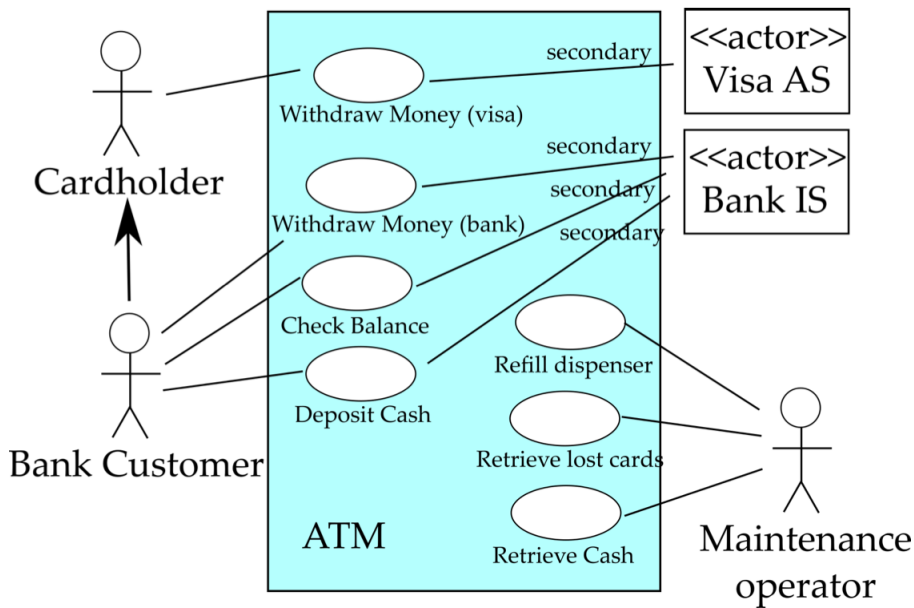 <<actor>>
Visa AS
secondary
Withdraw Money (visa)
Cardholder
secondary
<<actor>>
Bank IS
secondary
Withdraw Money (bank)
secondary
Check Balance
Refill dispenser
Deposit Cash
Bank Customer
Retrieve lost cards
ATM
Retrieve Cash
Maintenance
operator